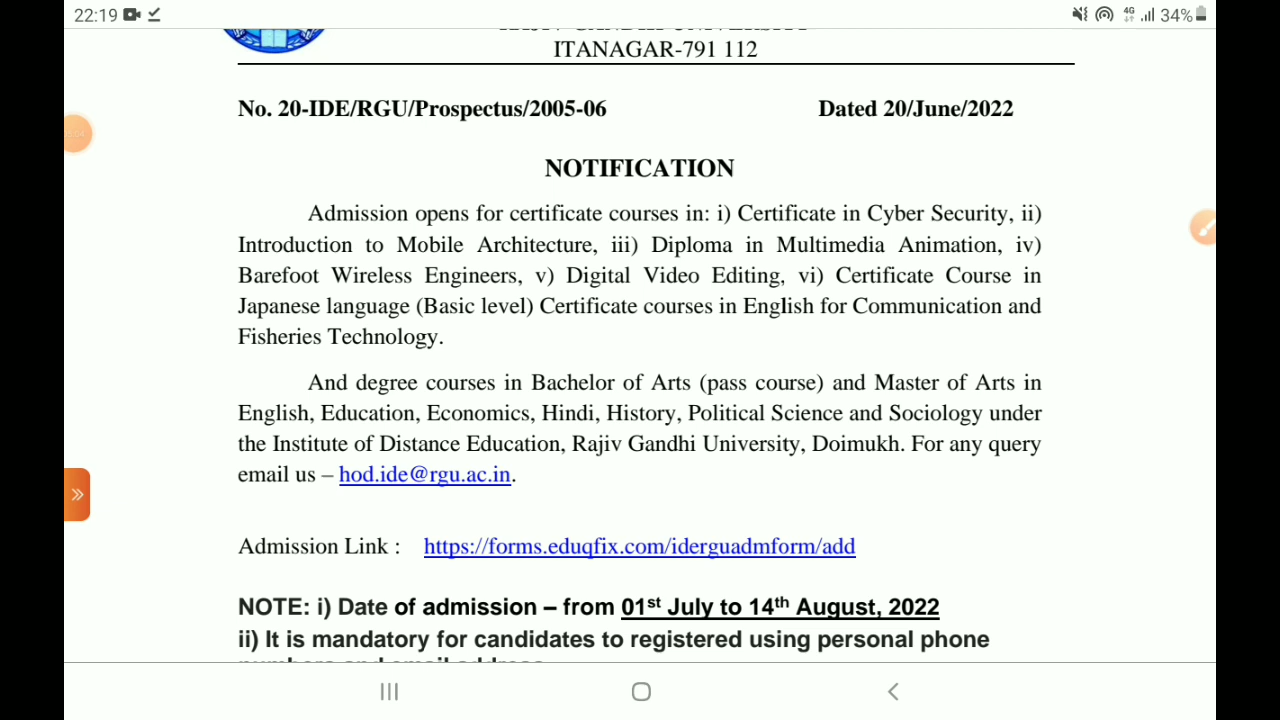 22:19
4G
34%
ITANAGAR-791 112
No. 20-IDE/RGU/Prospectus/2005-06 Dated 20/June/2022
NOTIFICATION
Admission opens for certificate courses in: i) Certificate in Cyber Security, ii)
Introduction to Mobile Architecture, iii) Diploma in Multimedia Animation, iv)
Barefoot Wireless Engineers, v) Digital Video Editing, vi) Certificate Course in
Japanese language (Basic level) Certificate courses in English for Communication and
Fisheries Technology.
And degree courses in Bachelor of Arts (pass course) and Master of Arts in
English, Education, Economics, Hindi, History, Political Science and Sociology under
the Institute of Distance Education, Rajiv Gandhi University, Doimukh. For any query
email us – hod.ide@rgu.ac.in.
Admission Link : https://forms.eduqfix.com/iderguadmform/add
NOTE: i) Date of admission – from 01st July to 14th August, 2022
ii) It is mandatory for candidates to registered using personal phone